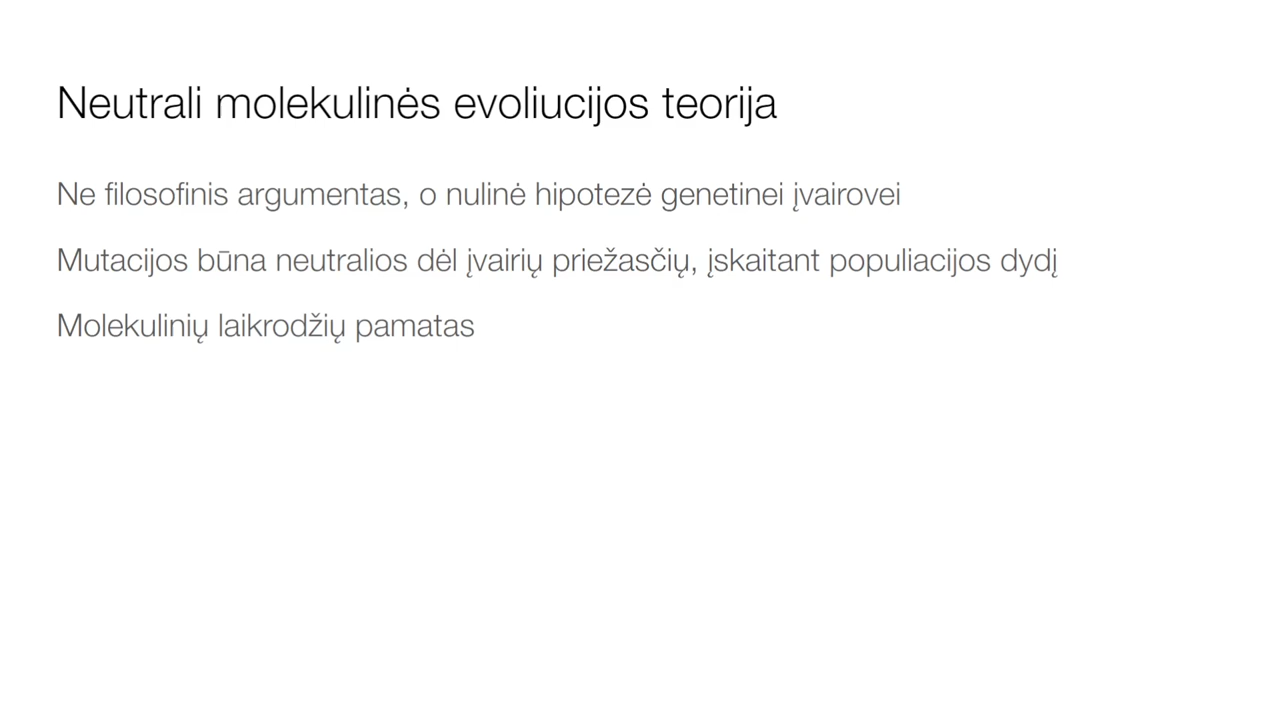 Neutrali molekulinės evoliucijos teorija
Ne filosofinis argumentas, o nulinė hipotezė genetinei įvairovei
Mutacijos būna neutralios dėl įvairių priežasčių, įskaitant populiacijos dydį
Molekulinių laikrodžių pamatas